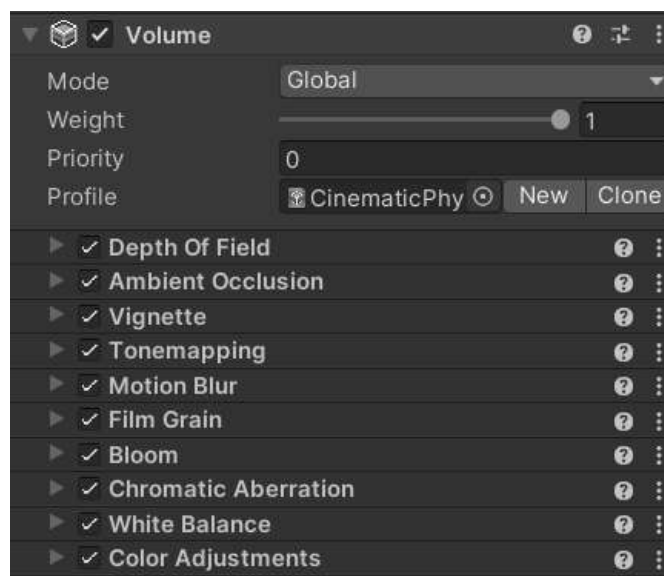 Volume
Mode Global
Weight 1
Priority 0
Profile CinematicPhy New Clone
Depth Of Field
Ambient Occlusion
Vignette
Tonemapping
Motion Blur
Film Grain
Bloom
Chromatic Aberration
White Balance
Color Adjustments